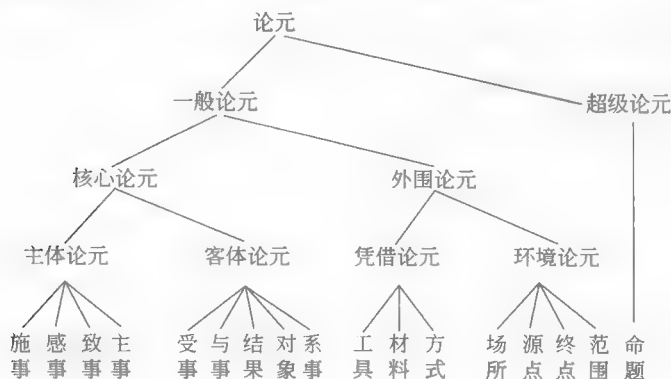 论元
一般论元 超级论元
核心论元 外围论元
主体论元 客体论元 凭借论元 环境论元
施事 感事 致事 主事 受事 与事 结果 对象 系事 工具 材料 方式 场所 源点 终点 范围 命题